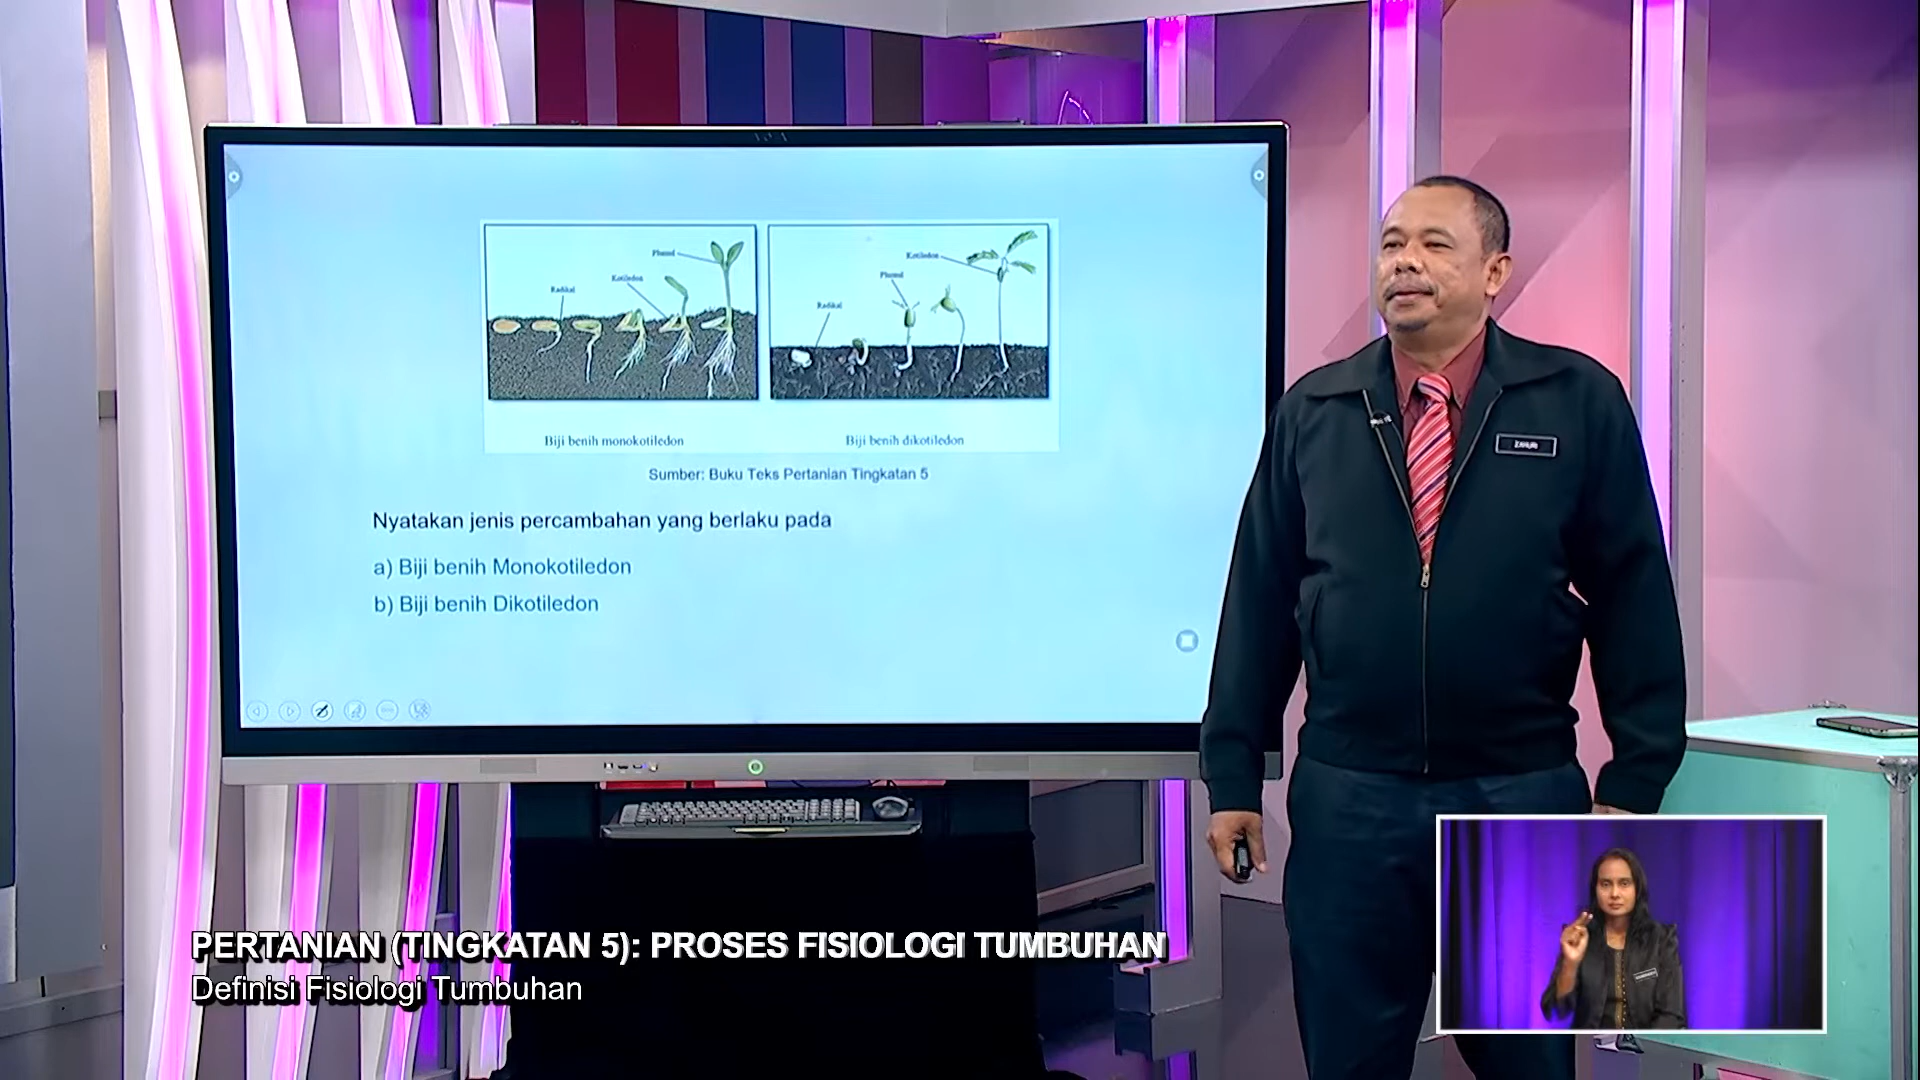 Plumul
Kotiledon
Radikal
Kotiledon
Plumul
Radikal
Biji benih monokotiledon
Biji benih dikotiledon
Sumber: Buku Teks Pertanian Tingkatan 5
Nyatakan jenis percambahan yang berlaku pada
a) Biji benih Monokotiledon
b) Biji benih Dikotiledon
PERTANIAN (TINGKATAN 5): PROSES FISIOLOGI TUMBUHAN
Definisi Fisiologi Tumbuhan